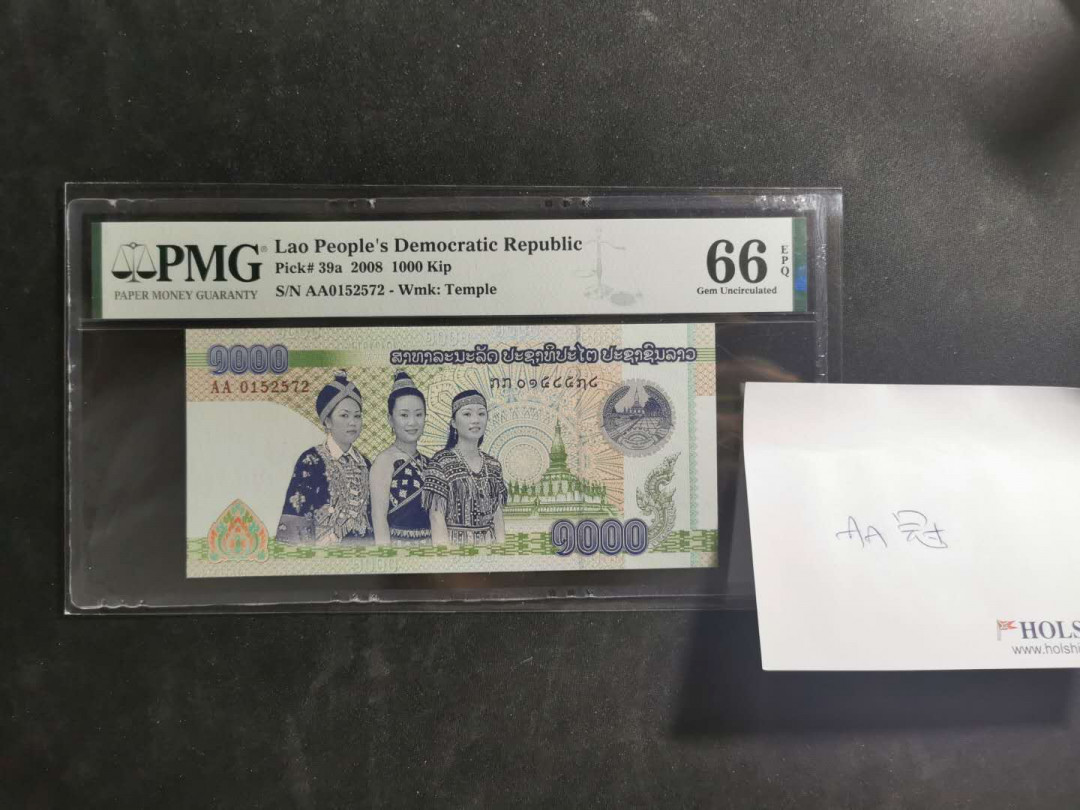 PMG
PAPER MONEY GUARANTY
Lao People's Democratic Republic
Pick# 39a 2008 1000 Kip
S/N AA0152572 - Wmk: Temple
66
EPQ
Gem Uncirculated
໑໐໐໐
ສາທາລະນະລັດ ປະຊາທິປະໄຕ ປະຊາຊົນລາວ
AA 0152572
໑໐໐໐
AA 冠
HOLS
www.holshi